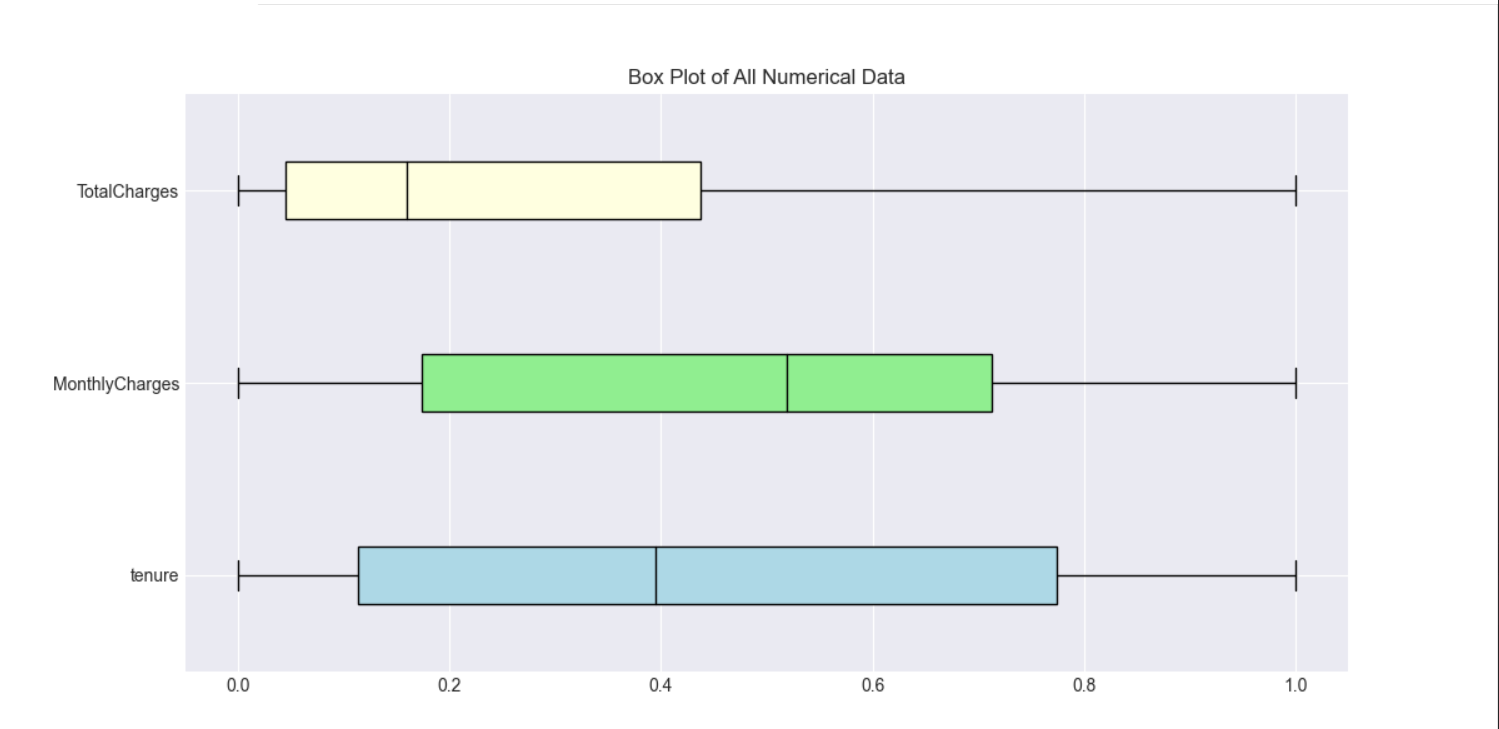 Box Plot of All Numerical Data
TotalCharges
MonthlyCharges
tenure
0.0 0.2 0.4 0.6 0.8 1.0